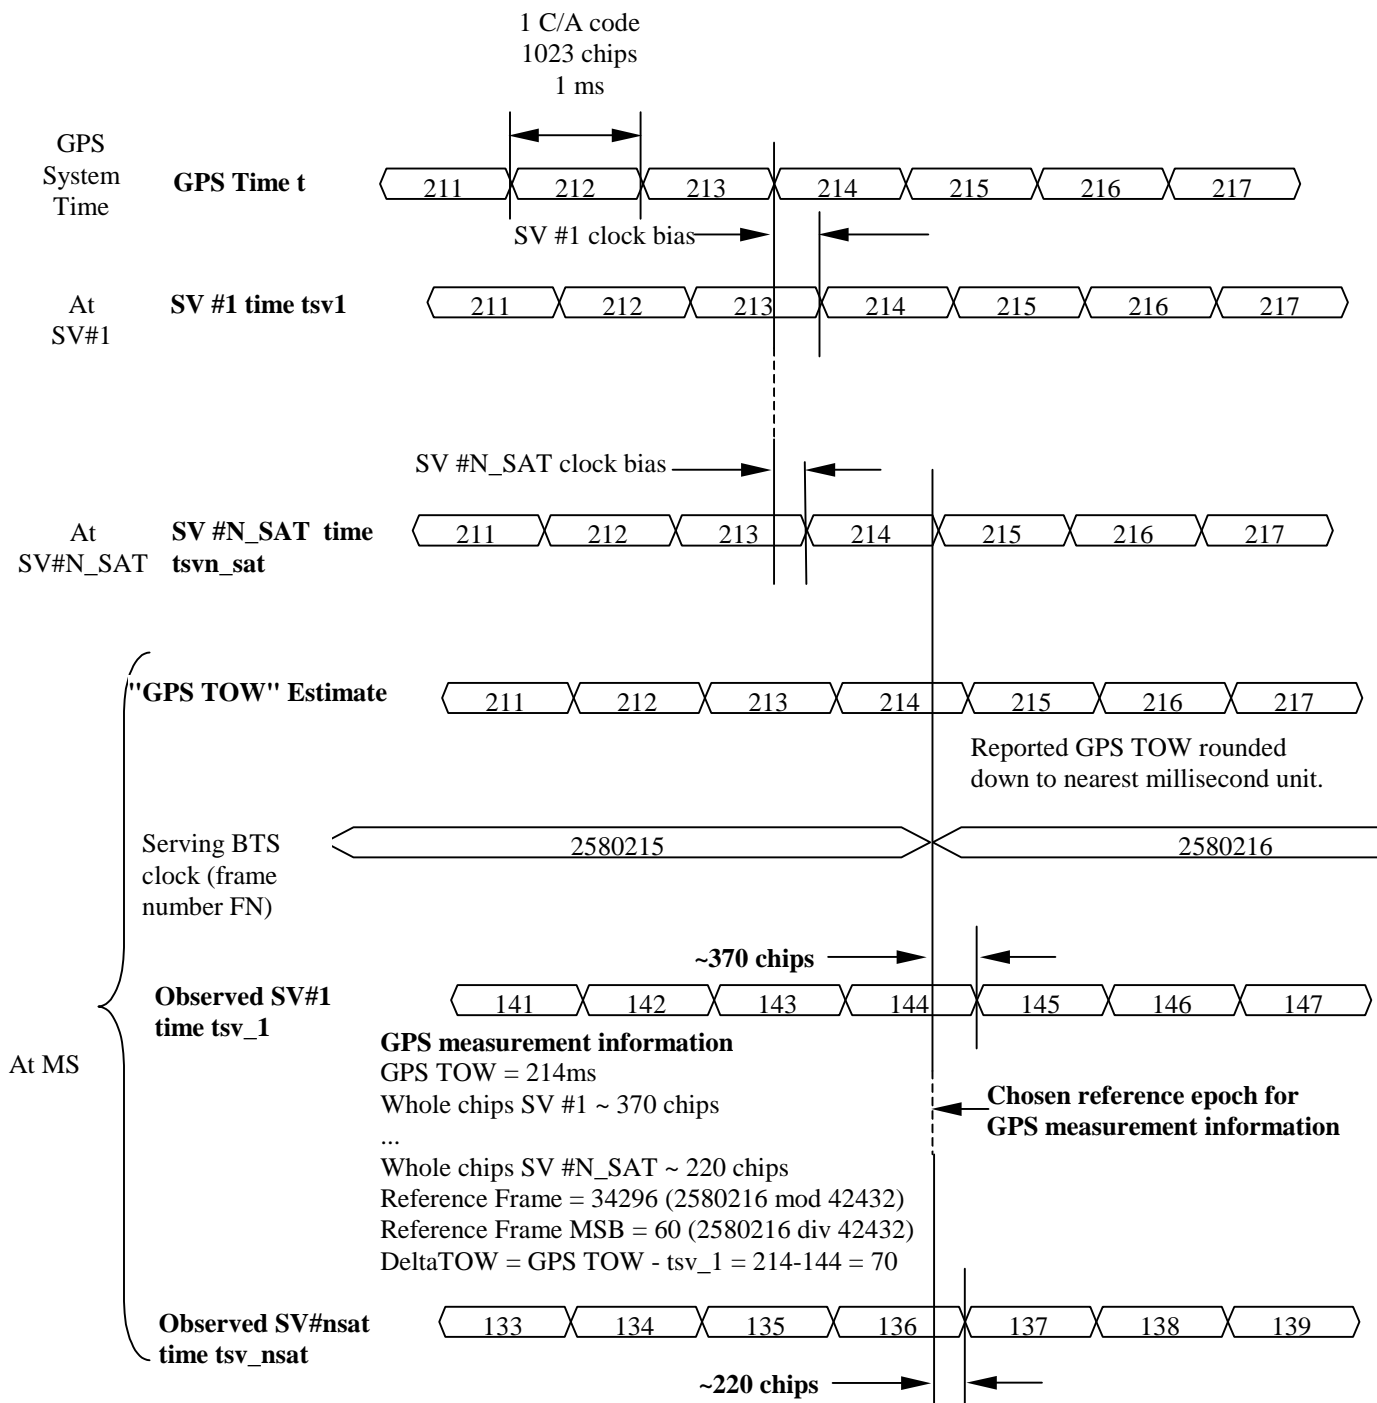 1 C/A code
1023 chips
1 ms
GPS
System
Time
GPS Time t
211 212 213 214 215 216 217
SV #1 clock bias
At
SV#1
SV #1 time tsv1
211 212 213 214 215 216 217
SV #N_SAT clock bias
At
SV#N_SAT
SV #N_SAT time
tsvn_sat
211 212 213 214 215 216 217
"GPS TOW" Estimate
211 212 213 214 215 216 217
Reported GPS TOW rounded
down to nearest millisecond unit.
Serving BTS
clock (frame
number FN)
2580215 2580216
~370 chips
Observed SV#1
time tsv_1
141 142 143 144 145 146 147
At MS
GPS measurement information
GPS TOW = 214ms
Whole chips SV #1 ~ 370 chips
...
Whole chips SV #N_SAT ~ 220 chips
Reference Frame = 34296 (2580216 mod 42432)
Reference Frame MSB = 60 (2580216 div 42432)
DeltaTOW = GPS TOW - tsv_1 = 214-144 = 70
Chosen reference epoch for
GPS measurement information
Observed SV#nsat
time tsv_nsat
133 134 135 136 137 138 139
~220 chips